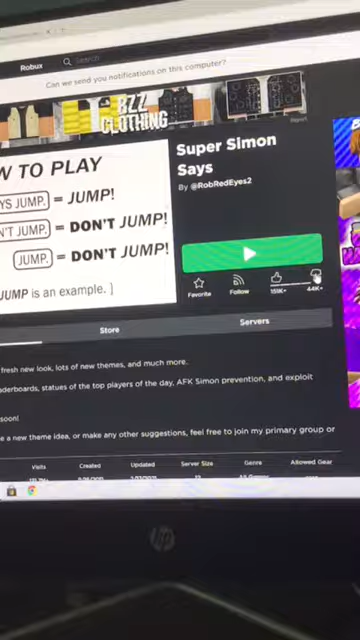 Robux
Search
Can we send you notifications on this computer?
BZZ
CLOTHING
Report
Super Simon
Says
By @RobRedEyes2
W TO PLAY
YS JUMP. = JUMP!
N'T JUMP. = DON'T JUMP!
JUMP. = DON'T JUMP!
JUMP is an example. ]
Favorite
Follow
44K+
Store
Servers
fresh new look, lots of new themes, and much more.
aderboards, statues of the top players of the day, AFK Simon prevention, and exploit
soon!
e a new theme idea, or make any other suggestions, feel free to join my primary group or
Visits
Created
Updated
Server Size
Genre
Allowed Gear
hp